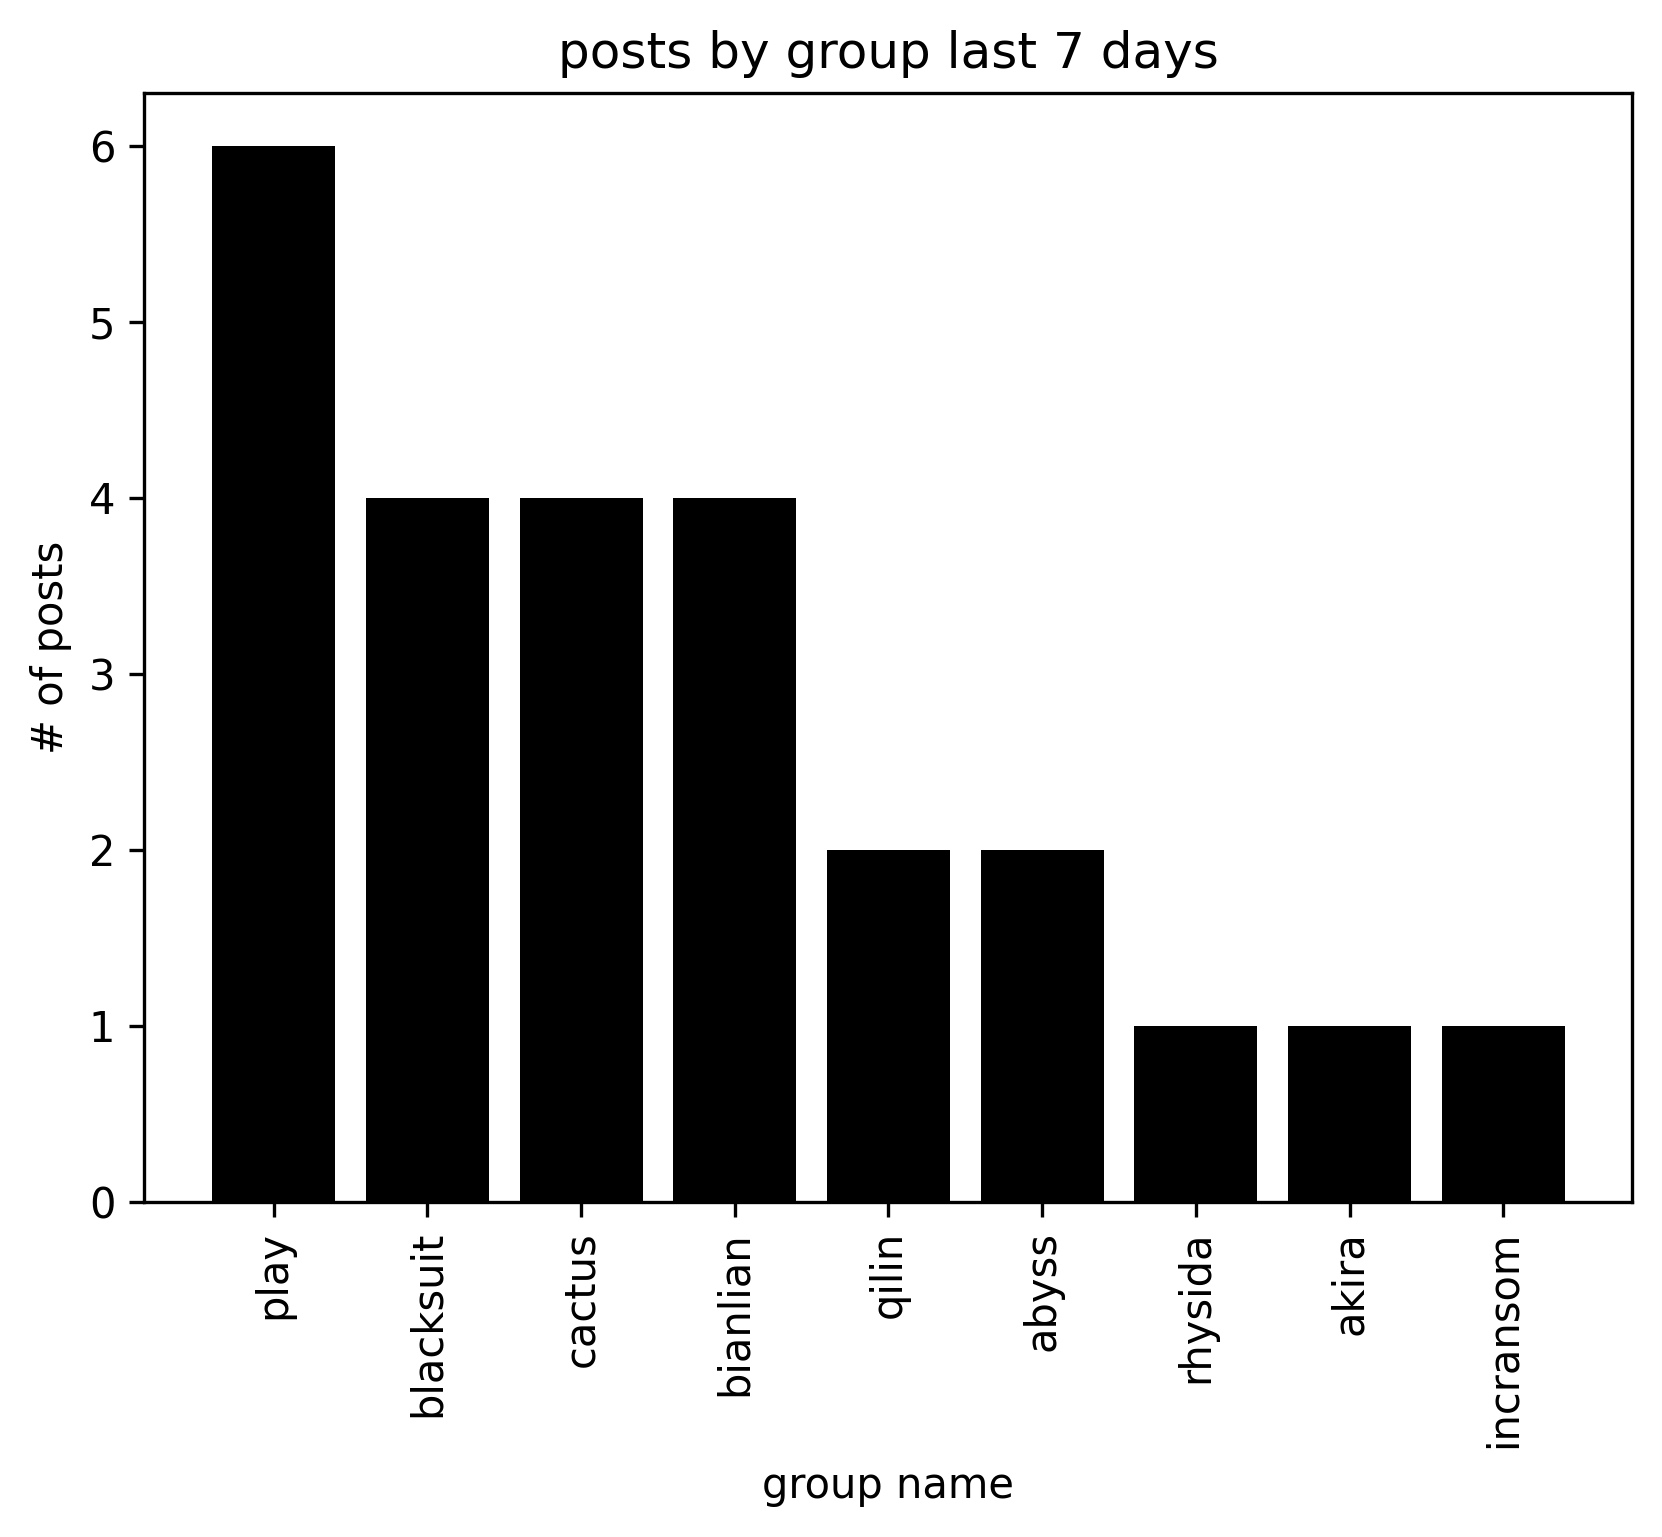 posts by group last 7 days
6
5
4
3
2
1
0
# of posts
play
blacksuit
cactus
bianlian
qilin
abyss
rhysida
akira
incransom
group name